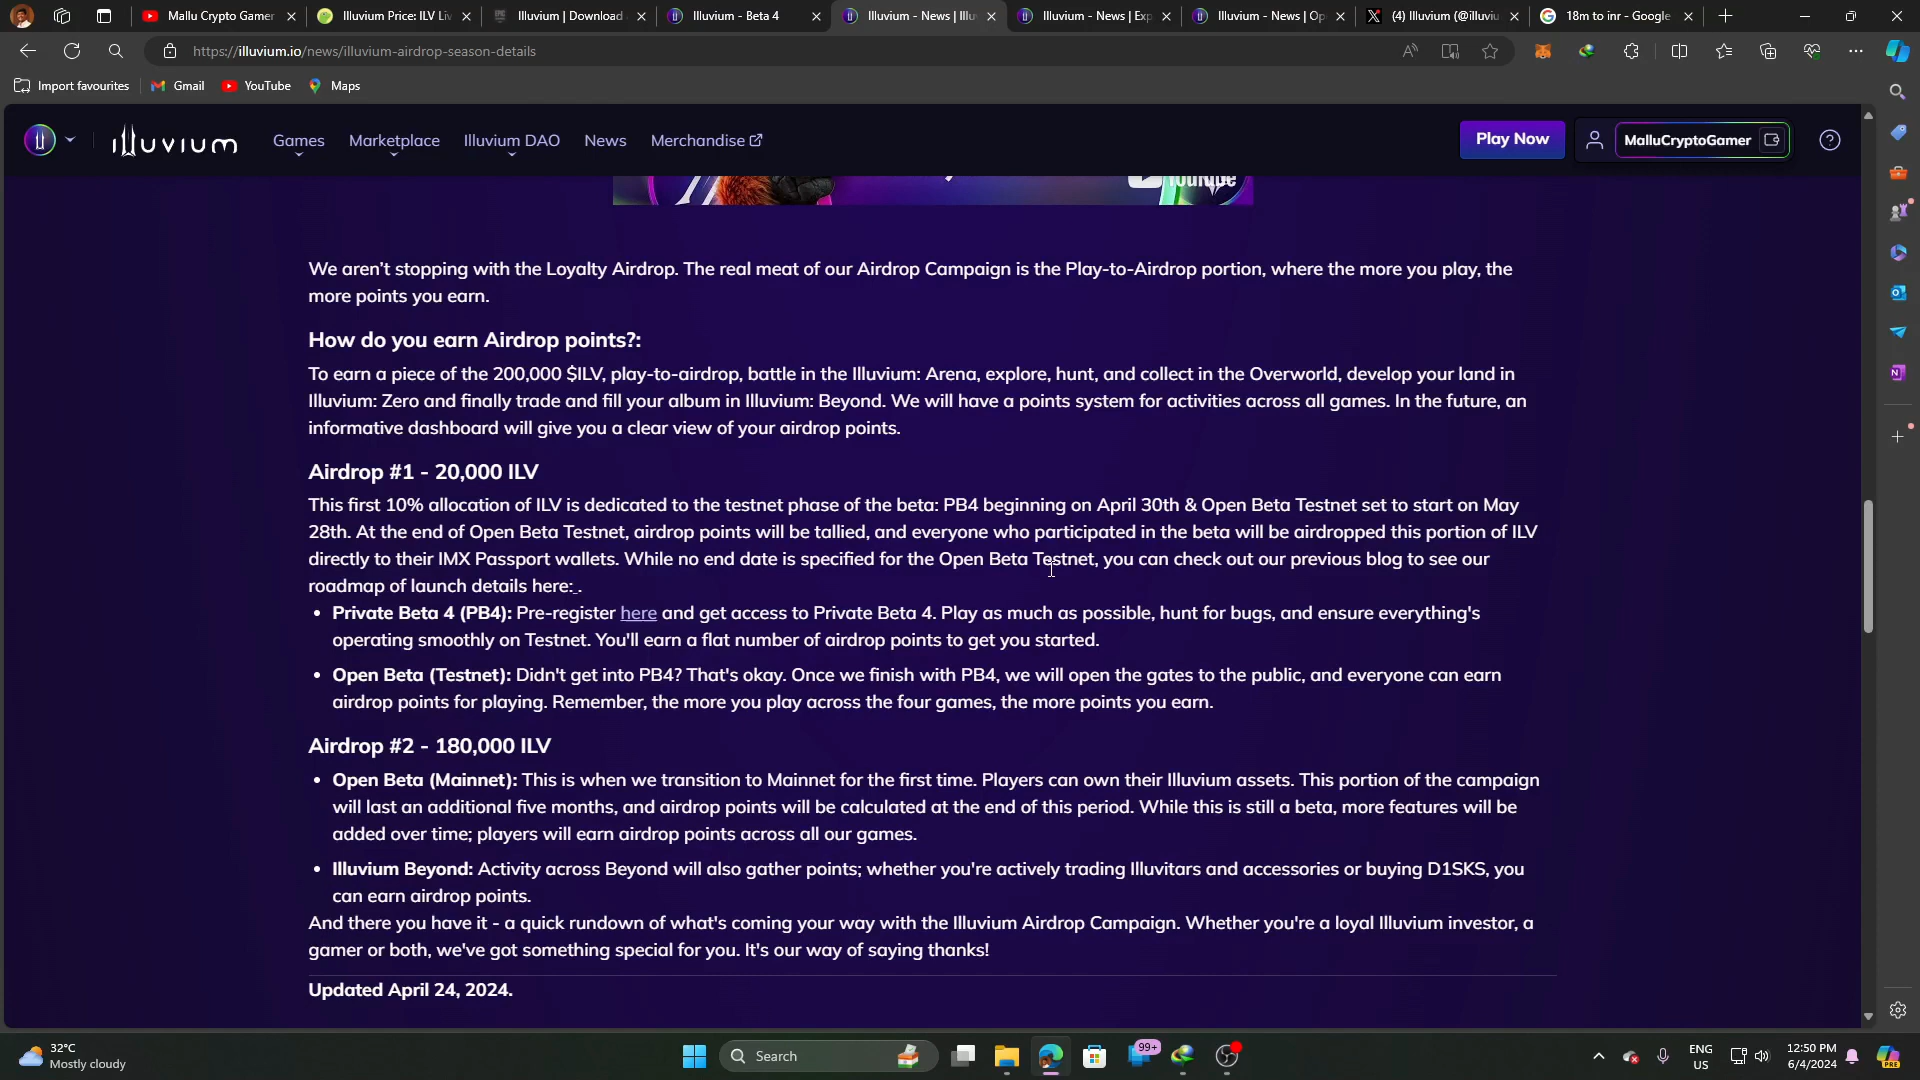 Mallu Crypto Gamer
Illuvium Price: ILV Liv
Illuvium | Download
Illuvium - Beta 4
Illuvium - News | Illu
Illuvium - News | Exp
Illuvium - News | Op
(4) Illuvium (@illuviu
18m to inr - Google
https://illuvium.io/news/illuvium-airdrop-season-details
Import favourites
Gmail
YouTube
Maps
illuvium
Games
Marketplace
Illuvium DAO
News
Merchandise
Play Now
MalluCryptoGamer
YouTube
We aren't stopping with the Loyalty Airdrop. The real meat of our Airdrop Campaign is the Play-to-Airdrop portion, where the more you play, the
more points you earn.
How do you earn Airdrop points?:
To earn a piece of the 200,000 $ILV, play-to-airdrop, battle in the Illuvium: Arena, explore, hunt, and collect in the Overworld, develop your land in
Illuvium: Zero and finally trade and fill your album in Illuvium: Beyond. We will have a points system for activities across all games. In the future, an
informative dashboard will give you a clear view of your airdrop points.
Airdrop #1 - 20,000 ILV
This first 10% allocation of ILV is dedicated to the testnet phase of the beta: PB4 beginning on April 30th & Open Beta Testnet set to start on May
28th. At the end of Open Beta Testnet, airdrop points will be tallied, and everyone who participated in the beta will be airdropped this portion of ILV
directly to their IMX Passport wallets. While no end date is specified for the Open Beta Testnet, you can check out our previous blog to see our
roadmap of launch details here: .
• Private Beta 4 (PB4): Pre-register here and get access to Private Beta 4. Play as much as possible, hunt for bugs, and ensure everything's
operating smoothly on Testnet. You'll earn a flat number of airdrop points to get you started.
• Open Beta (Testnet): Didn't get into PB4? That's okay. Once we finish with PB4, we will open the gates to the public, and everyone can earn
airdrop points for playing. Remember, the more you play across the four games, the more points you earn.
Airdrop #2 - 180,000 ILV
• Open Beta (Mainnet): This is when we transition to Mainnet for the first time. Players can own their Illuvium assets. This portion of the campaign
will last an additional five months, and airdrop points will be calculated at the end of this period. While this is still a beta, more features will be
added over time; players will earn airdrop points across all our games.
• Illuvium Beyond: Activity across Beyond will also gather points; whether you're actively trading Illuvitars and accessories or buying D1SKS, you
can earn airdrop points.
And there you have it - a quick rundown of what's coming your way with the Illuvium Airdrop Campaign. Whether you're a loyal Illuvium investor, a
gamer or both, we've got something special for you. It's our way of saying thanks!
Updated April 24, 2024.
32°C
Mostly cloudy
Search
99+
ENG
US
12:50 PM
6/4/2024
PRE